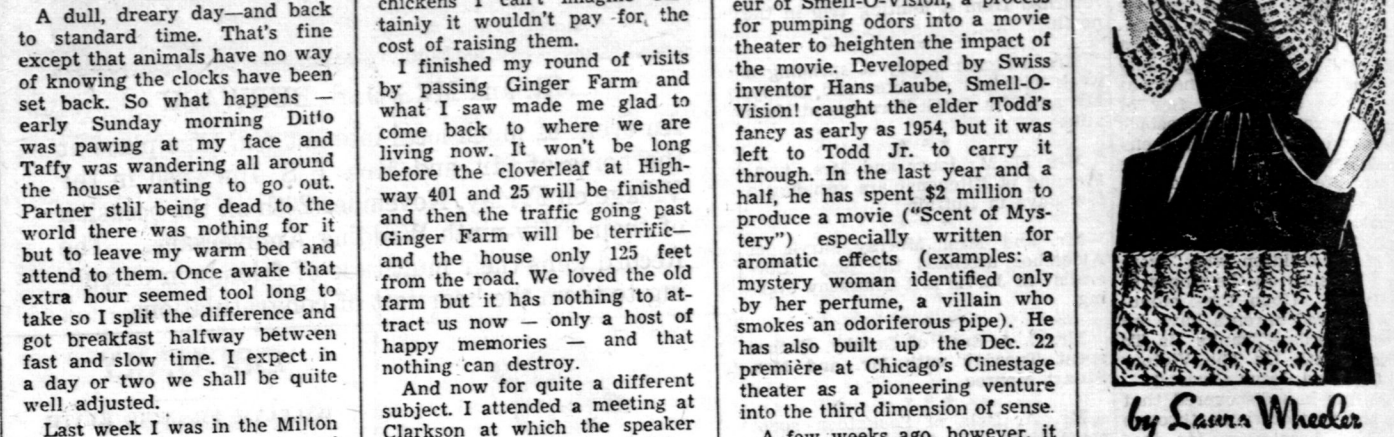 A dull, dreary day—and back
to standard time. That's fine
except that animals have no way
of knowing the clocks have been
set back. So what happens —
early Sunday morning Ditto
was pawing at my face and
Taffy was wandering all around
the house wanting to go out.
Partner stlil being dead to the
world there was nothing for it
but to leave my warm bed and
attend to them. Once awake that
extra hour seemed tool long to
take so I split the difference and
got breakfast halfway between
fast and slow time. I expect in
a day or two we shall be quite
well adjusted.
Last week I was in the Milton
chickens I can't imagine
tainly it wouldn't pay for the
cost of raising them.
I finished my round of visits
by passing Ginger Farm and
what I saw made me glad to
come back to where we are
living now. It won't be long
before the cloverleaf at High-
way 401 and 25 will be finished
and then the traffic going past
Ginger Farm will be terrific—
and the house only 125 feet
from the road. We loved the old
farm but it has nothing to at-
tract us now — only a host of
happy memories — and that
nothing can destroy.
And now for quite a different
subject. I attended a meeting at
Clarkson at which the speaker
eur of Smell-O-Vision, a process
for pumping odors into a movie
theater to heighten the impact of
the movie. Developed by Swiss
inventor Hans Laube, Smell-O-
Vision! caught the elder Todd's
fancy as early as 1954, but it was
left to Todd Jr. to carry it
through. In the last year and a
half, he has spent $2 million to
produce a movie ("Scent of Mys-
tery") especially written for
aromatic effects (examples: a
mystery woman identified only
by her perfume, a villain who
smokes an odoriferous pipe). He
has also built up the Dec. 22
première at Chicago's Cinestage
theater as a pioneering venture
into the third dimension of sense.
A few weeks ago, however, it
by Laura Wheeler